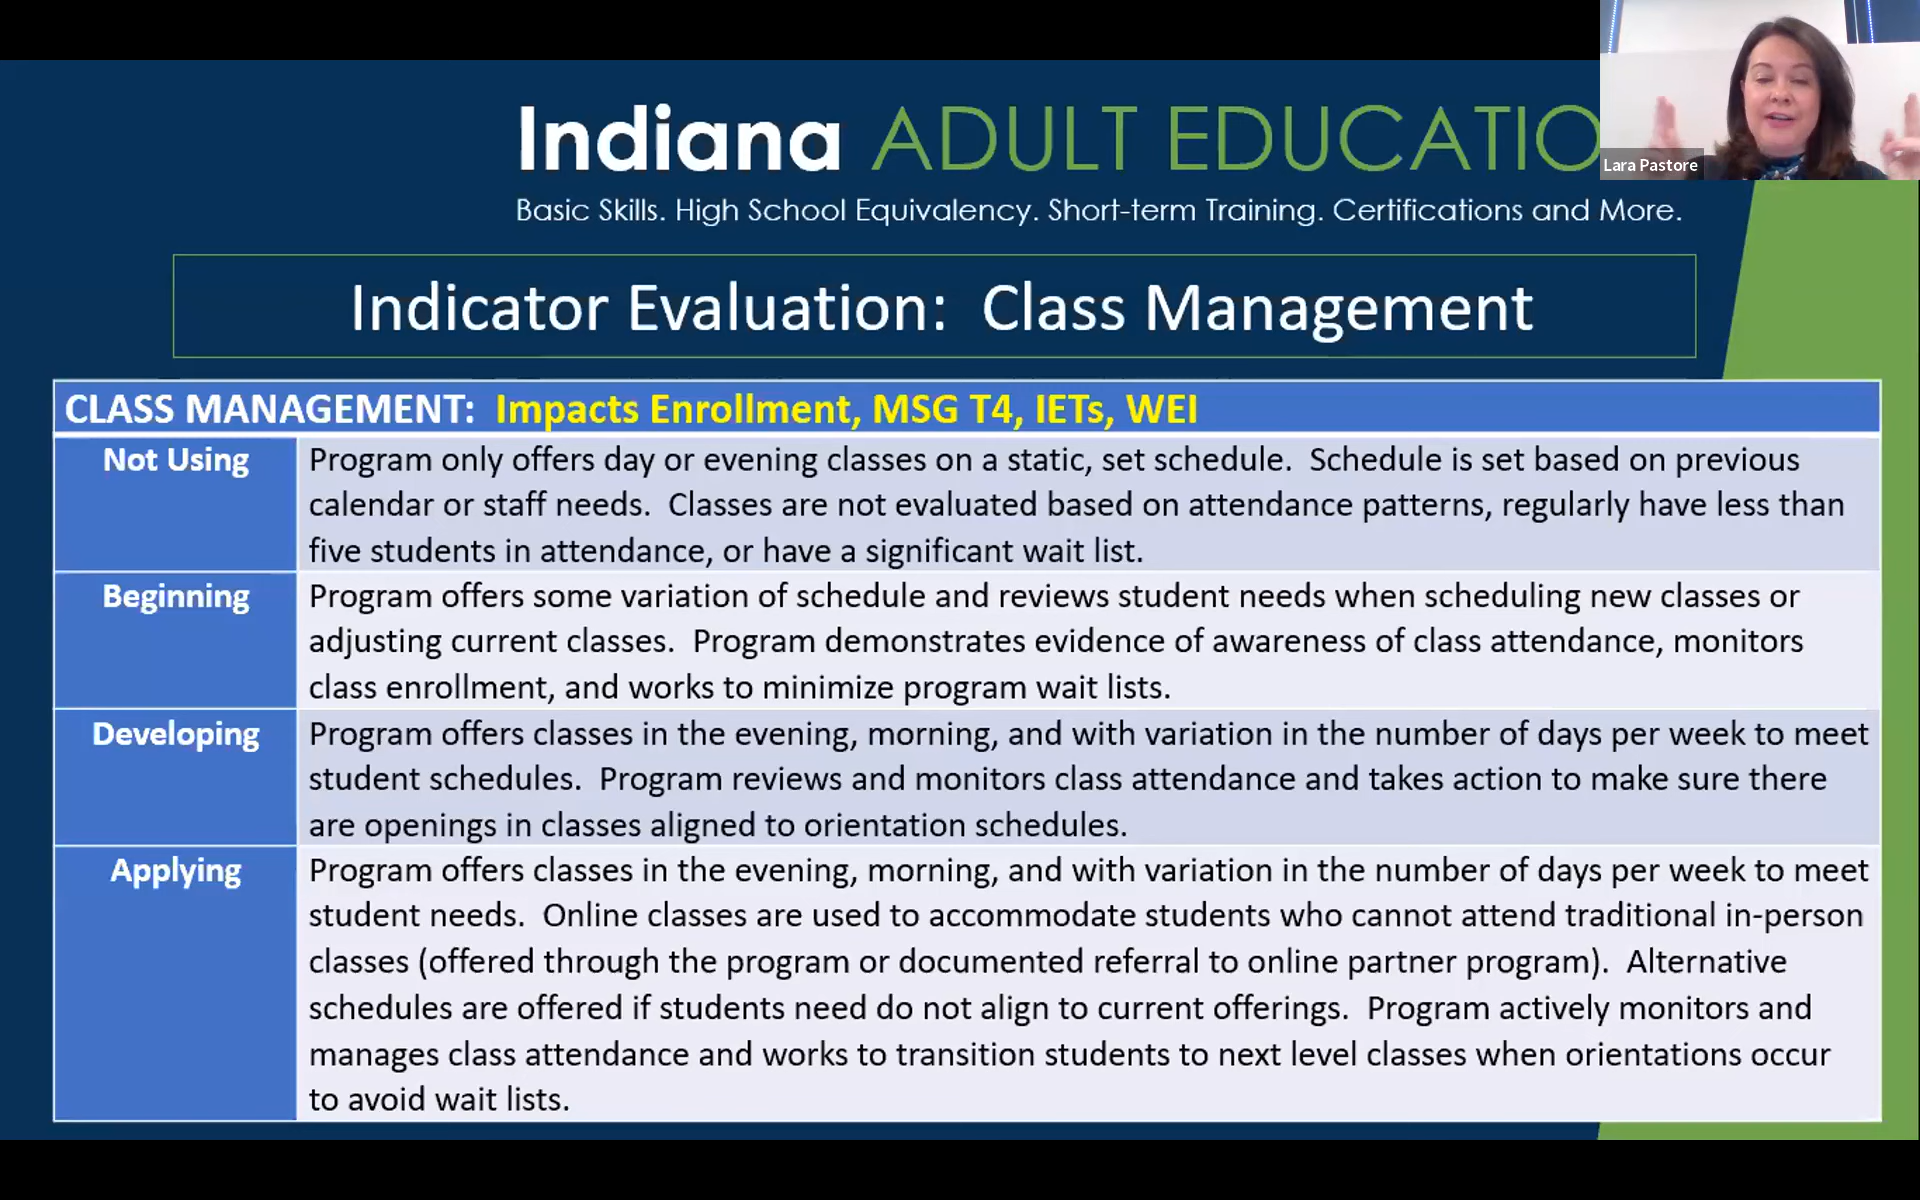 Indiana ADULT EDUCATIO
Lara Pastore
Basic Skills. High School Equivalency. Short-term Training. Certifications and More.
Indicator Evaluation:  Class Management
CLASS MANAGEMENT:  Impacts Enrollment, MSG T4, IETs, WEI
Not Using
Program only offers day or evening classes on a static, set schedule.  Schedule is set based on previous
calendar or staff needs.  Classes are not evaluated based on attendance patterns, regularly have less than
five students in attendance, or have a significant wait list.
Beginning
Program offers some variation of schedule and reviews student needs when scheduling new classes or
adjusting current classes.  Program demonstrates evidence of awareness of class attendance, monitors
class enrollment, and works to minimize program wait lists.
Developing
Program offers classes in the evening, morning, and with variation in the number of days per week to meet
student schedules.  Program reviews and monitors class attendance and takes action to make sure there
are openings in classes aligned to orientation schedules.
Applying
Program offers classes in the evening, morning, and with variation in the number of days per week to meet
student needs.  Online classes are used to accommodate students who cannot attend traditional in-person
classes (offered through the program or documented referral to online partner program).  Alternative
schedules are offered if students need do not align to current offerings.  Program actively monitors and
manages class attendance and works to transition students to next level classes when orientations occur
to avoid wait lists.